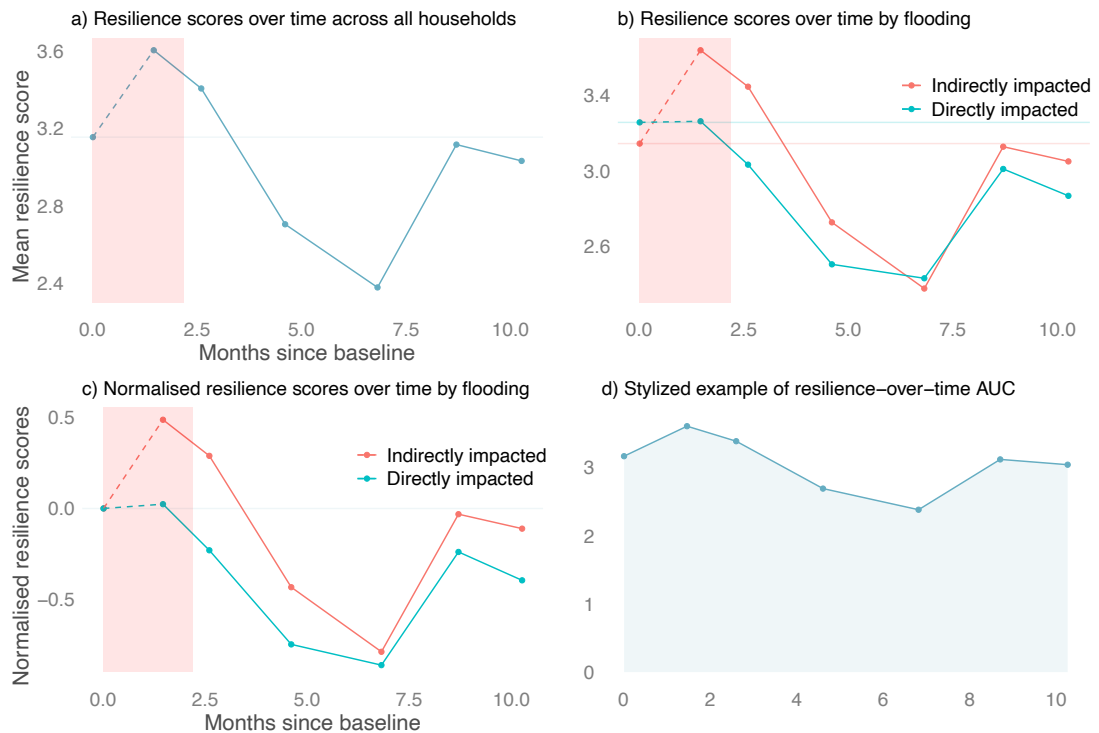 a) Resilience scores over time across all households
3.6
3.2
2.8
2.4
Mean resilience score
0.0 2.5 5.0 7.5 10.0
Months since baseline
b) Resilience scores over time by flooding
3.4
3.0
2.6
Indirectly impacted
Directly impacted
0.0 2.5 5.0 7.5 10.0
c) Normalised resilience scores over time by flooding
0.5
0.0
−0.5
Normalised resilience scores
Indirectly impacted
Directly impacted
0.0 2.5 5.0 7.5 10.0
Months since baseline
d) Stylized example of resilience−over−time AUC
3
2
1
0
0 2 4 6 8 10